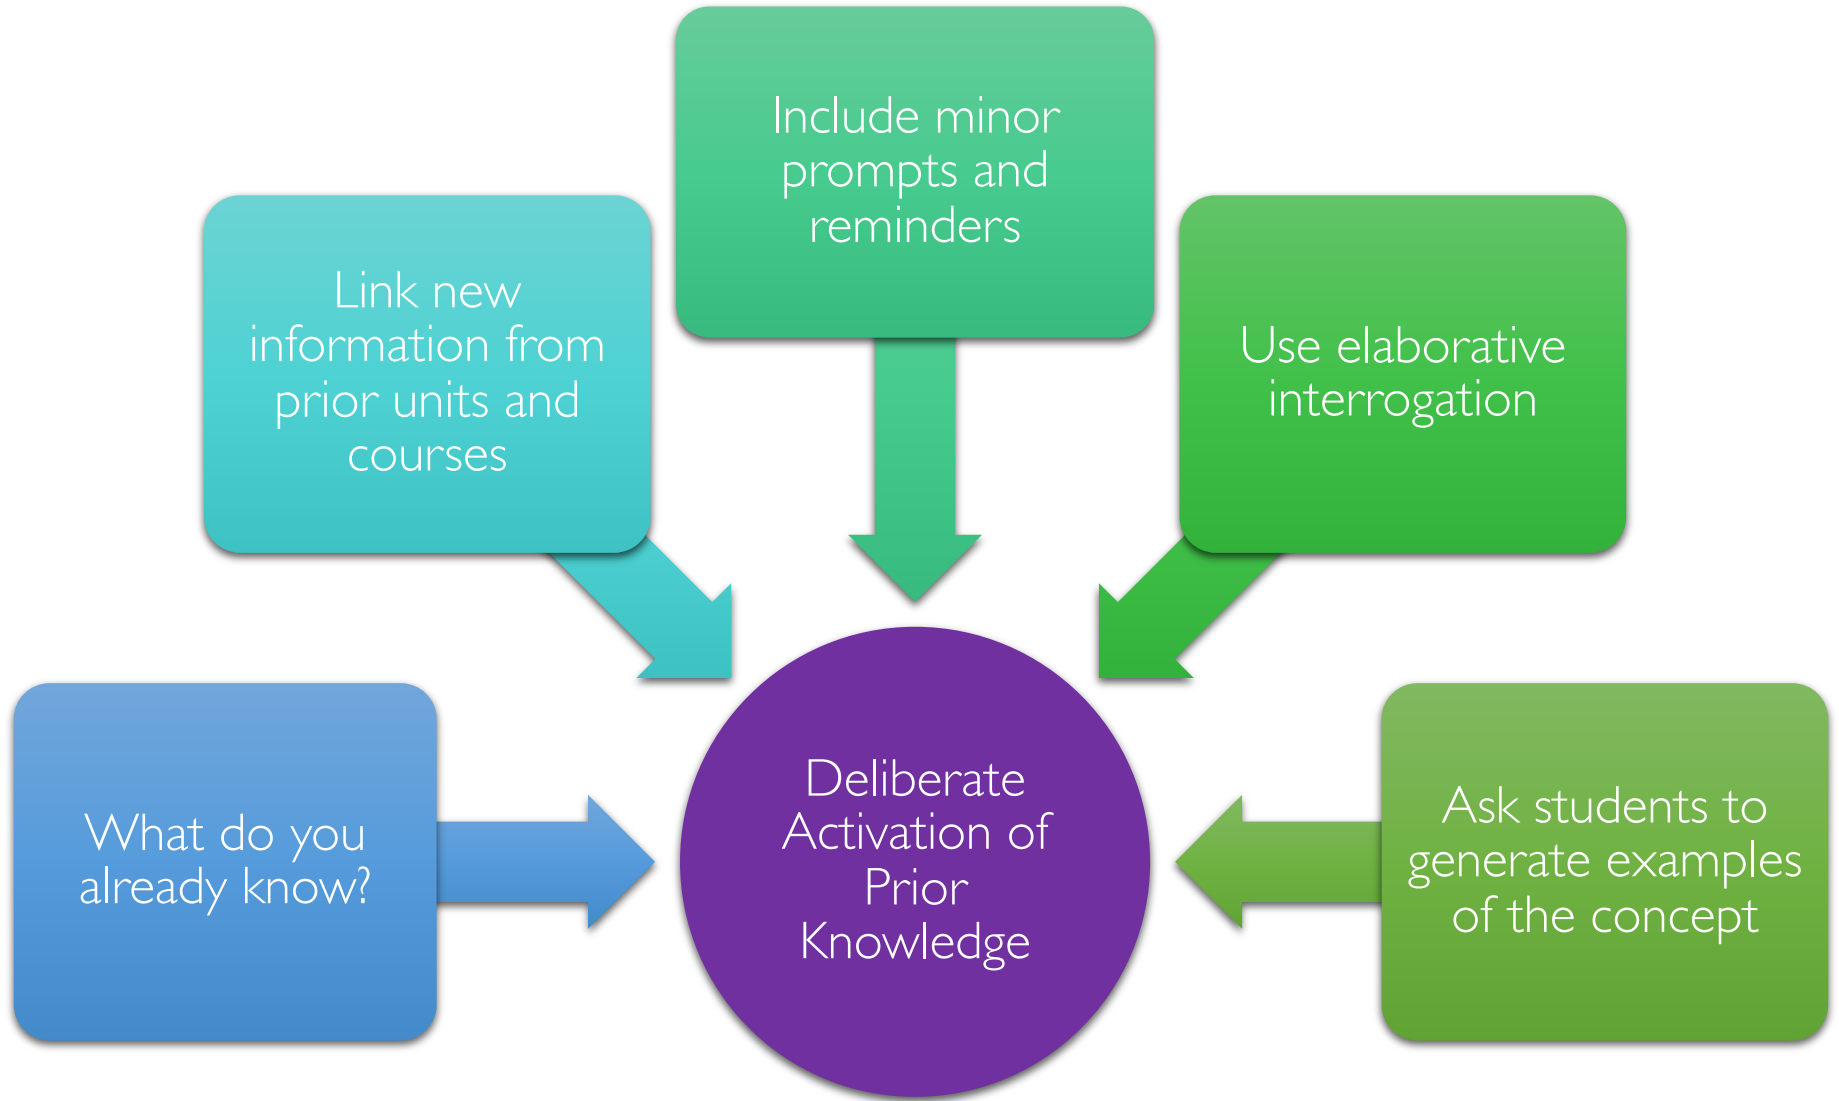 What do you
already know?
Link new
information from
prior units and
courses
Include minor
prompts and
reminders
Use elaborative
interrogation
Ask students to
generate examples
of the concept
Deliberate
Activation of
Prior
Knowledge